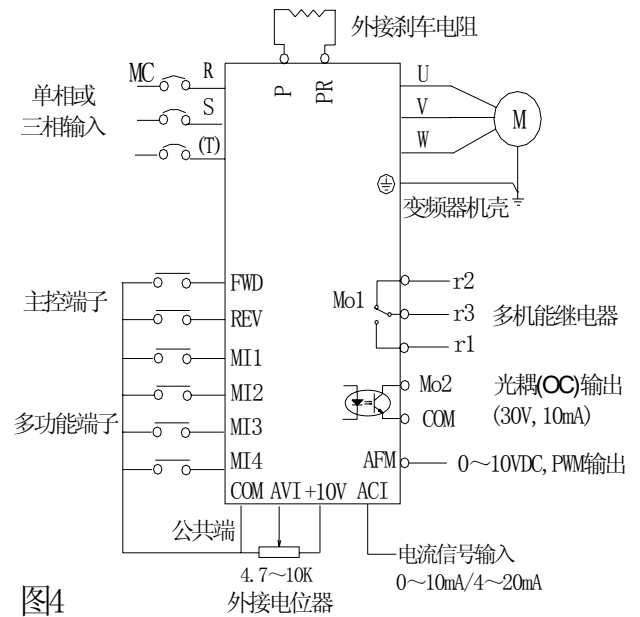 外接刹车电阻
MC
R
P
PR
U
单相或
三相输入
S
V
M
(T)
W
变频器机壳
主控端子
FWD
Mo1
r2
REV
r3
多机能继电器
MI1
r1
MI2
Mo2
光耦(OC)输出
多功能端子
MI3
COM
(30V, 10mA)
MI4
AFM
0～10VDC, PWM输出
COM AVI +10V ACI
公共端
4.7～10K
外接电位器
电流信号输入
0～10mA/4～20mA
图4